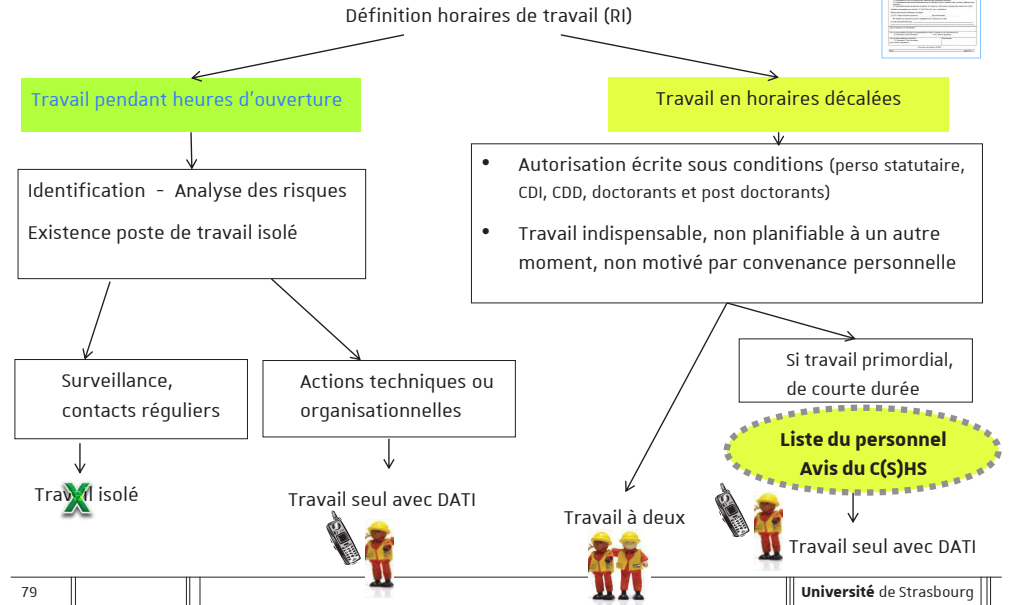 Définition horaires de travail (RI)
Travail pendant heures d'ouverture
Travail en horaires décalées
Identification - Analyse des risques
Existence poste de travail isolé
• Autorisation écrite sous conditions (perso statutaire,
CDI, CDD, doctorants et post doctorants)
• Travail indispensable, non planifiable à un autre
moment, non motivé par convenance personnelle
Surveillance,
contacts réguliers
Actions techniques ou
organisationnelles
Si travail primordial,
de courte durée
Liste du personnel
Avis du C(S)HS
X
Travail isolé
Travail seul avec DATI
Travail à deux
Travail seul avec DATI
79
Université de Strasbourg